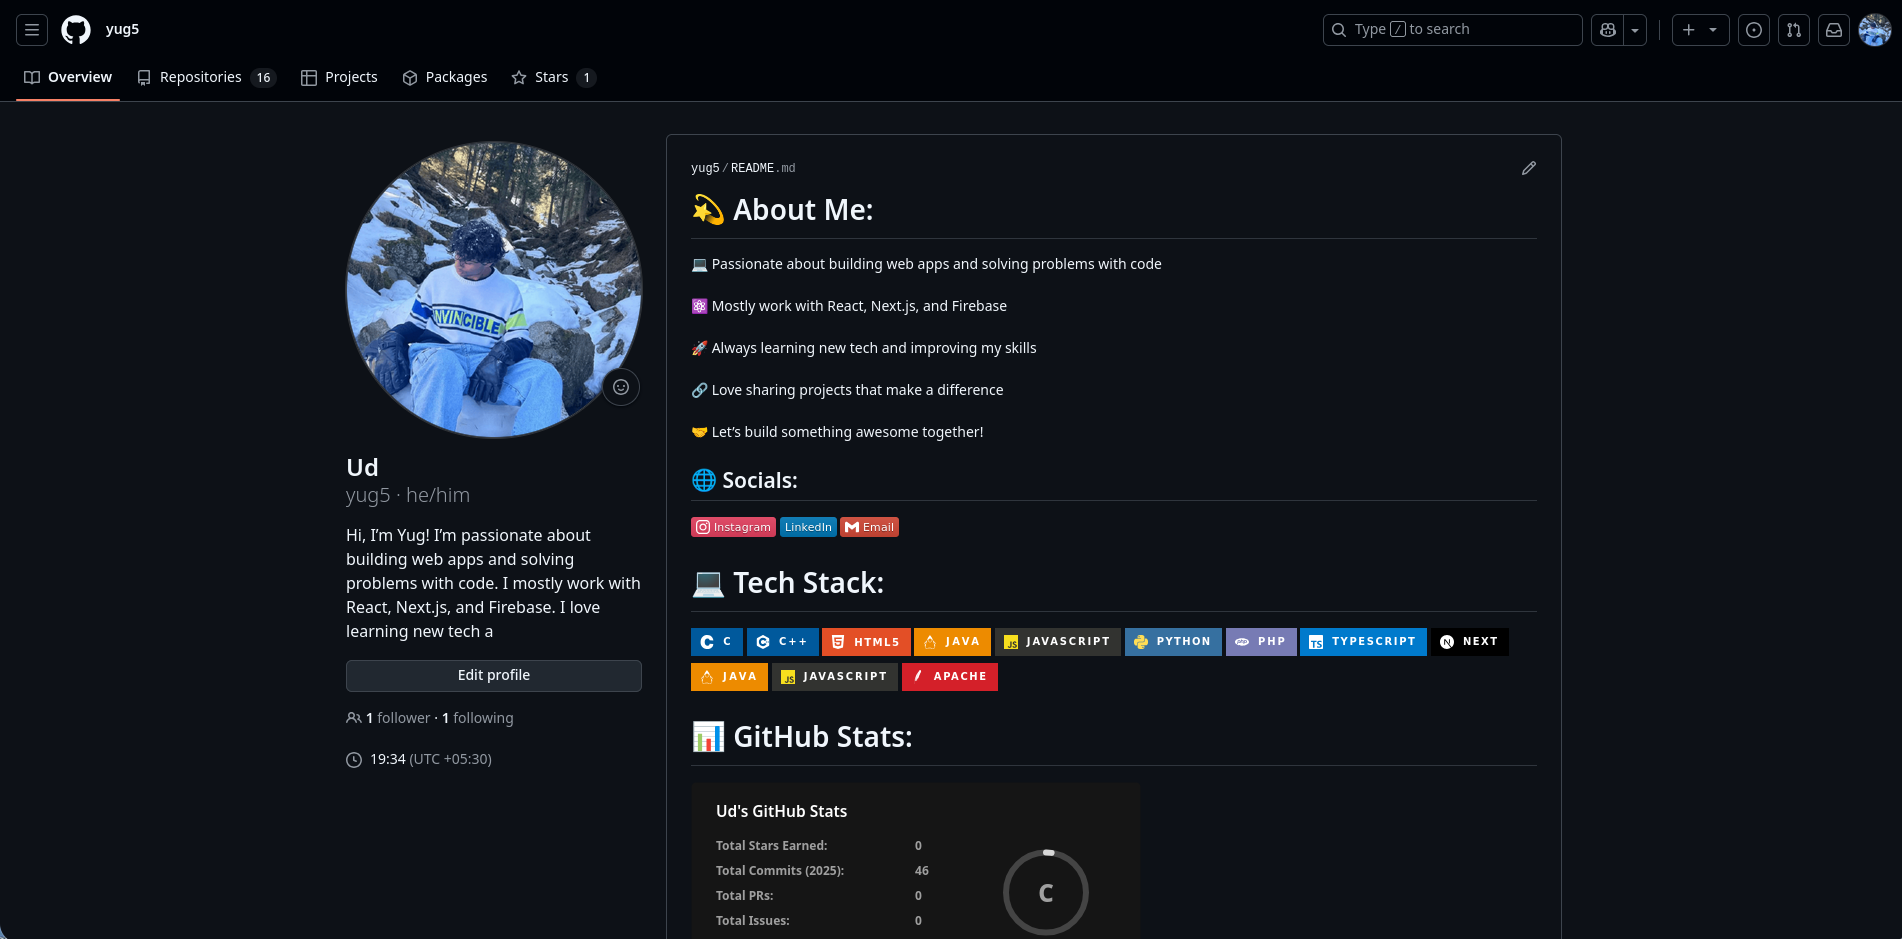 yug5
Type / to search
Overview
Repositories 16
Projects
Packages
Stars 1
INVINCIBLE
Ud
yug5 · he/him
Hi, I’m Yug! I’m passionate about
building web apps and solving
problems with code. I mostly work with
React, Next.js, and Firebase. I love
learning new tech a
Edit profile
1 follower · 1 following
19:34 (UTC +05:30)
yug5 / README.md
💫 About Me:
💻 Passionate about building web apps and solving problems with code
⚛️ Mostly work with React, Next.js, and Firebase
🚀 Always learning new tech and improving my skills
🔗 Love sharing projects that make a difference
🤝 Let’s build something awesome together!
🌐 Socials:
Instagram LinkedIn Email
💻 Tech Stack:
C C++ HTML5 JAVA JAVASCRIPT PYTHON PHP TYPESCRIPT NEXT
JAVA JAVASCRIPT APACHE
📊 GitHub Stats:
Ud's GitHub Stats
Total Stars Earned: 0
Total Commits (2025): 46
Total PRs: 0
Total Issues: 0
C